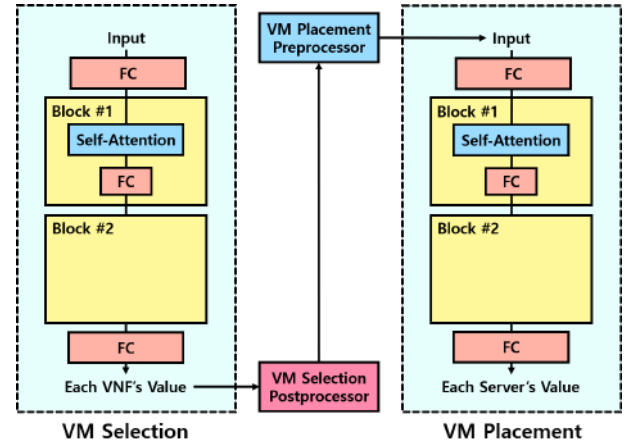 Input
FC
Block #1
Self-Attention
FC
Block #2
FC
Each VNF's Value
VM Selection
VM Placement
Preprocessor
VM Selection
Postprocessor
Input
FC
Block #1
Self-Attention
FC
Block #2
FC
Each Server's Value
VM Placement